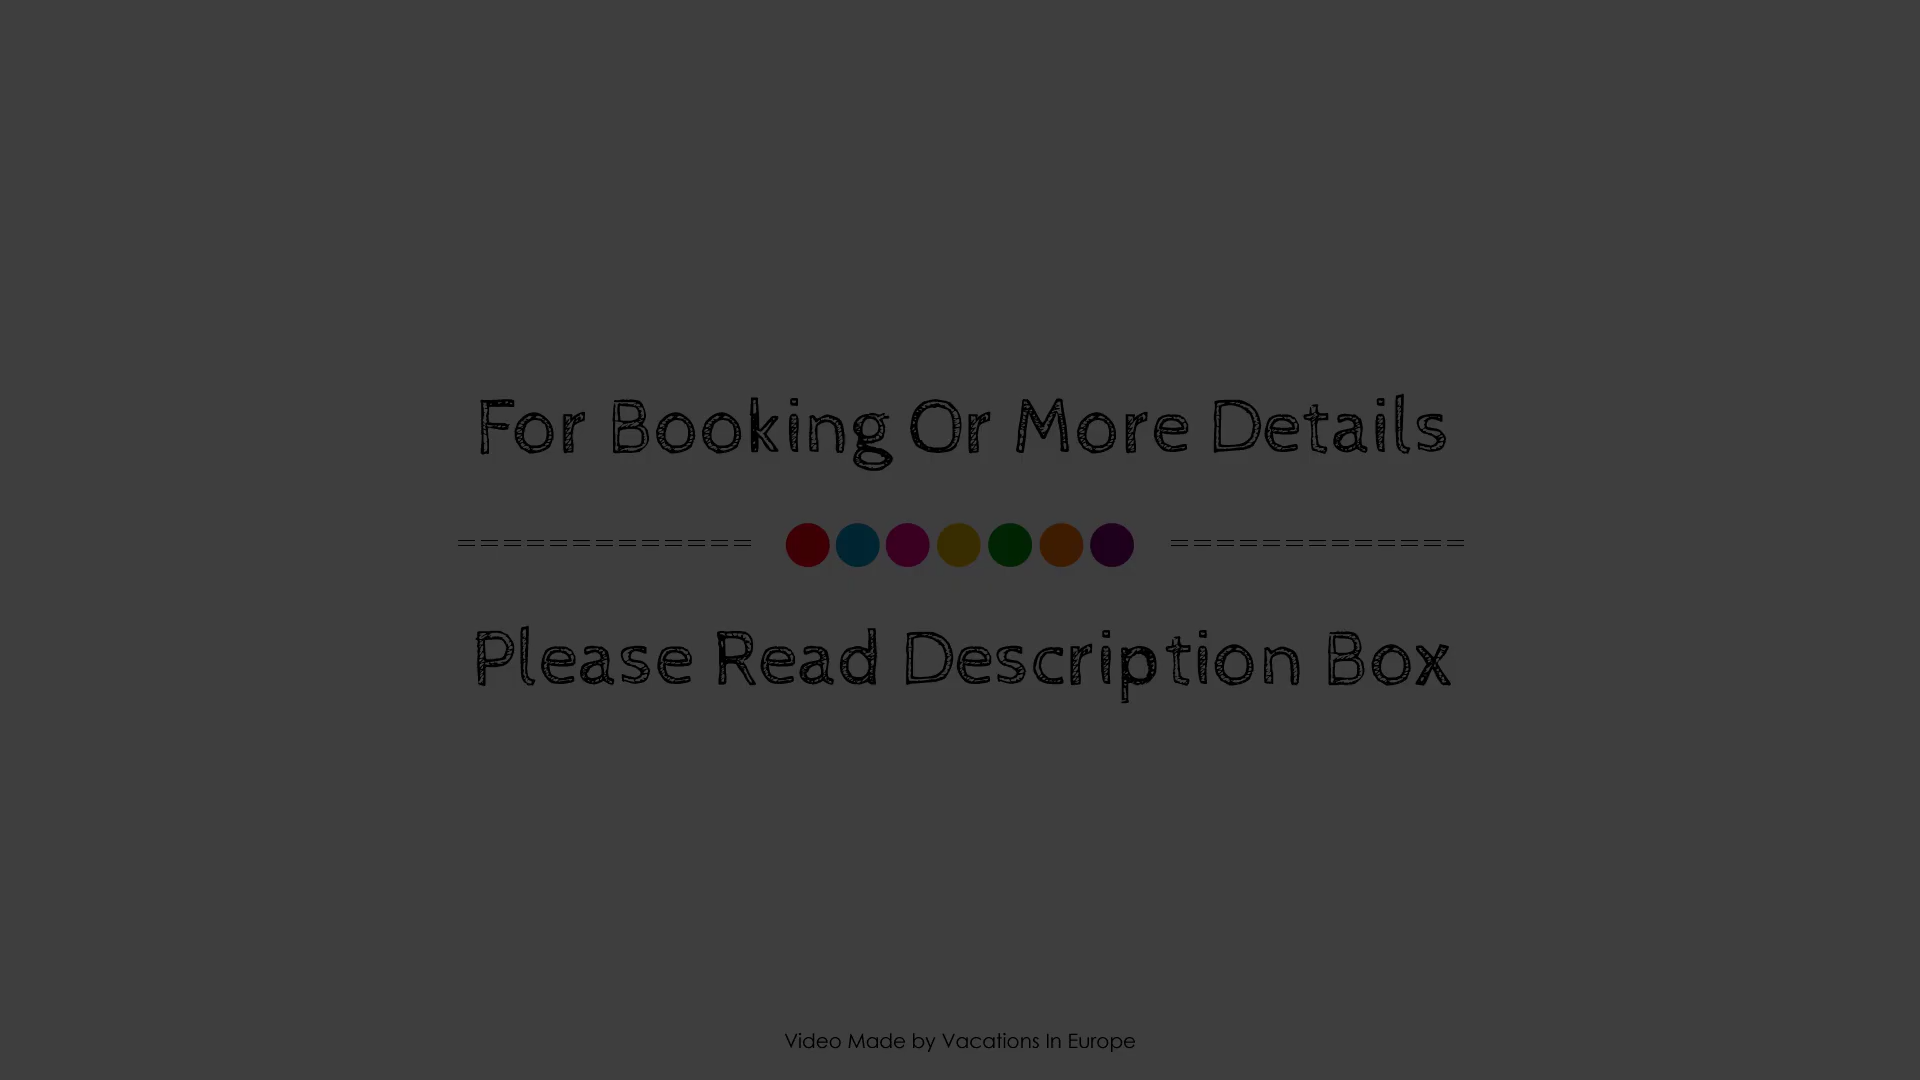 For Booking Or More Details
============= =============
Please Read Description Box
Video Made by Vacations In Europe